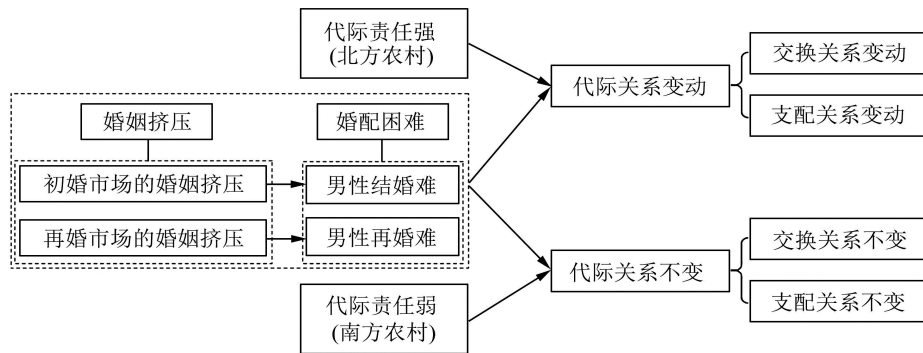 代际责任强
(北方农村)
代际关系变动
交换关系变动
支配关系变动
婚姻挤压
婚配困难
初婚市场的婚姻挤压
男性结婚难
再婚市场的婚姻挤压
男性再婚难
代际责任弱
(南方农村)
代际关系不变
交换关系不变
支配关系不变